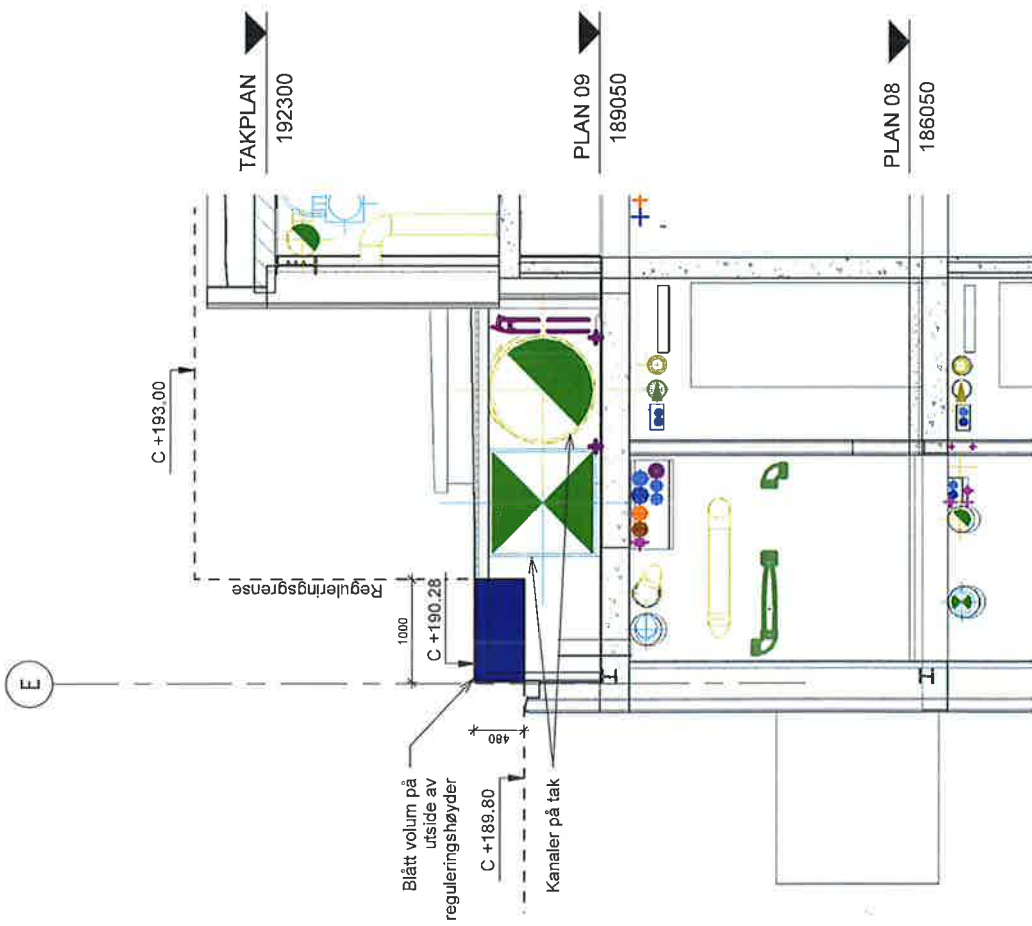 TAKPLAN
192300
C +193,00
PLAN 09
189050
Reguleringsgrense
1000
C +190.28
E
Blått volum på
utside av
reguleringshøyder
480
C +189.80
Kanaler på tak
PLAN 08
186050